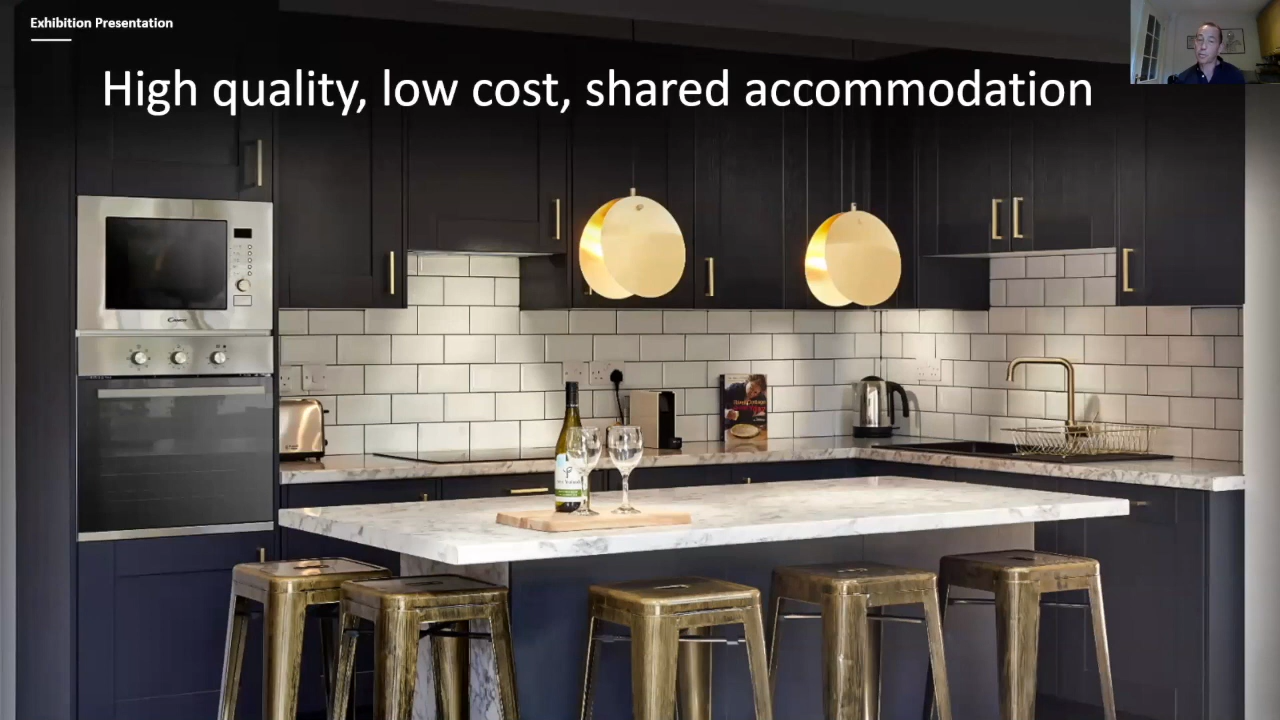 Exhibition Presentation
High quality, low cost, shared accommodation